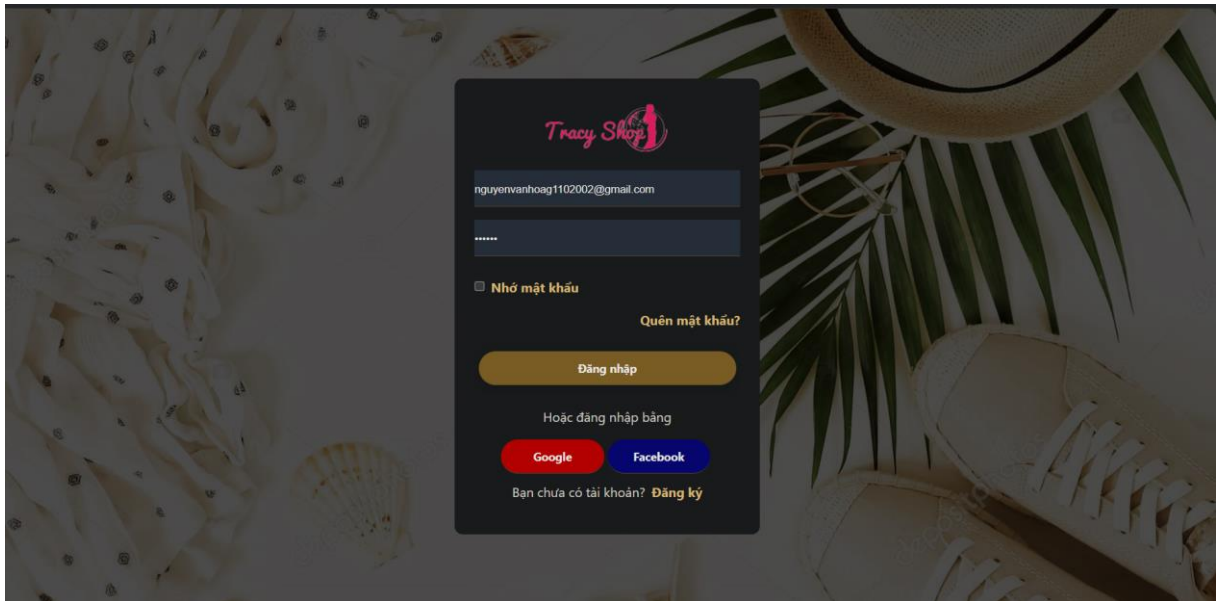 Tracy Shop
nguyenvanhoag1102002@gmail.com
••••••
Nhớ mật khẩu
Quên mật khẩu?
Đăng nhập
Hoặc đăng nhập bằng
Google Facebook
Bạn chưa có tài khoản? Đăng ký